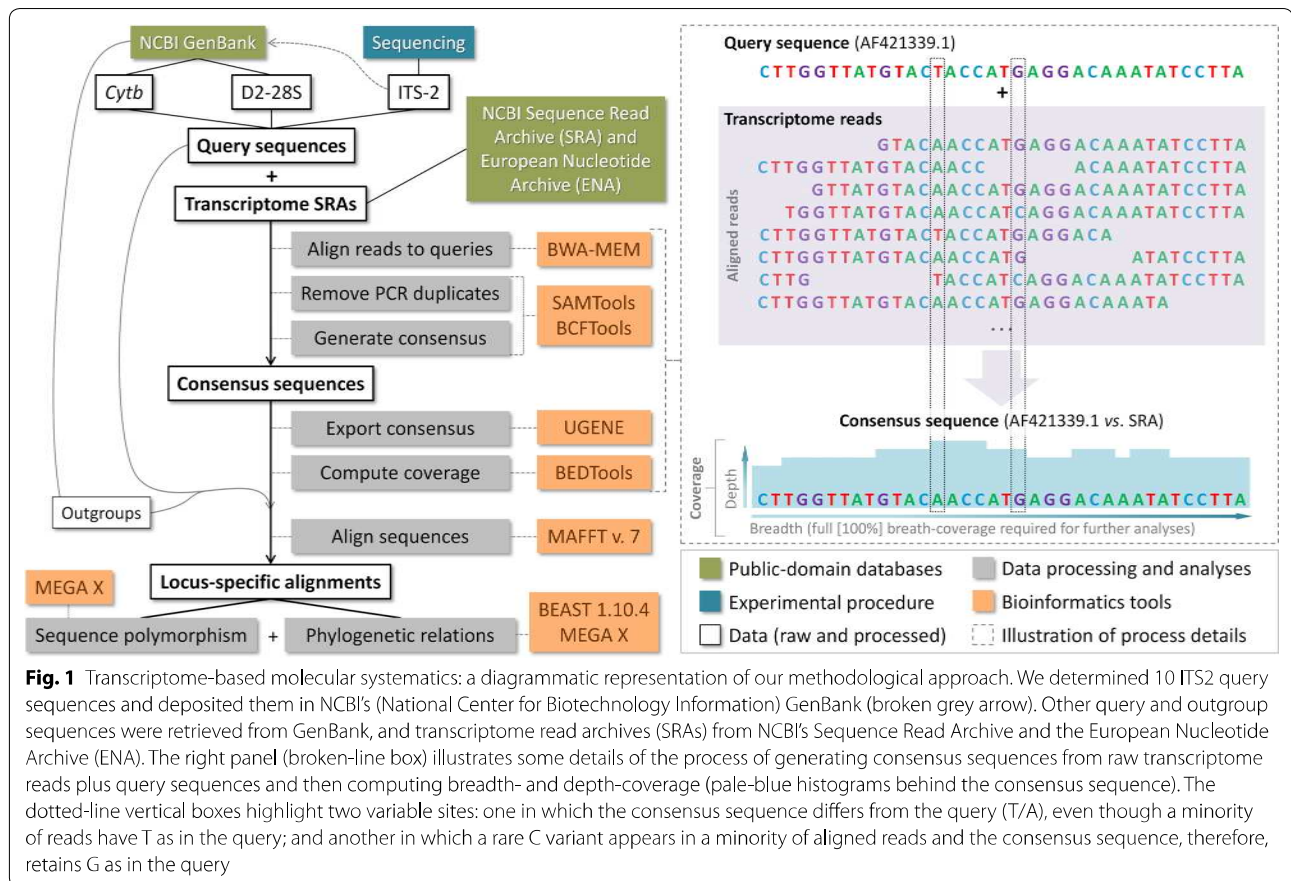 NCBI GenBank
Sequencing
Cytb
D2-28S
ITS-2
Query sequences
+
Transcriptome SRAs
NCBI Sequence Read
Archive (SRA) and
European Nucleotide
Archive (ENA)
Align reads to queries
BWA-MEM
Remove PCR duplicates
SAMTools
BCFTools
Generate consensus
Consensus sequences
Export consensus
UGENE
Compute coverage
BEDTools
Outgroups
Align sequences
MAFFT v. 7
Locus-specific alignments
MEGA X
Sequence polymorphism
+
Phylogenetic relations
BEAST 1.10.4
MEGA X
Query sequence (AF421339.1)
CTTGGTTATGTACTACCATGAGGACAAATATCCTTA
+
Transcriptome reads
Aligned reads
GTACAACCATGAGGACAAATATCCTTA
CTTGGTTATGTACAACC ACAAATATCCTTA
GTTATGTACAACCATGAGGACAAATATCCTTA
TGGTTATGTACAACCATCAGGACAAATATCCTTA
CTTGGTTATGTACTACCATGAGGACA
CTTGGTTATGTACAACCATG ATATCCTTA
CTTG TACCATCAGGACAAATATCCTTA
CTTGGTTATGTACAACCATGAGGACAAATA
...
Consensus sequence (AF421339.1 vs. SRA)
Coverage
Depth
CTTGGTTATGTACAACCATGAGGACAAATATCCTTA
Breadth (full [100%] breath-coverage required for further analyses)
Public-domain databases
Data processing and analyses
Experimental procedure
Bioinformatics tools
Data (raw and processed)
Illustration of process details
Fig. 1 Transcriptome-based molecular systematics: a diagrammatic representation of our methodological approach. We determined 10 ITS2 query
sequences and deposited them in NCBI's (National Center for Biotechnology Information) GenBank (broken grey arrow). Other query and outgroup
sequences were retrieved from GenBank, and transcriptome read archives (SRAs) from NCBI's Sequence Read Archive and the European Nucleotide
Archive (ENA). The right panel (broken-line box) illustrates some details of the process of generating consensus sequences from raw transcriptome
reads plus query sequences and then computing breadth- and depth-coverage (pale-blue histograms behind the consensus sequence). The
dotted-line vertical boxes highlight two variable sites: one in which the consensus sequence differs from the query (T/A), even though a minority
of reads have T as in the query; and another in which a rare C variant appears in a minority of aligned reads and the consensus sequence, therefore,
retains G as in the query